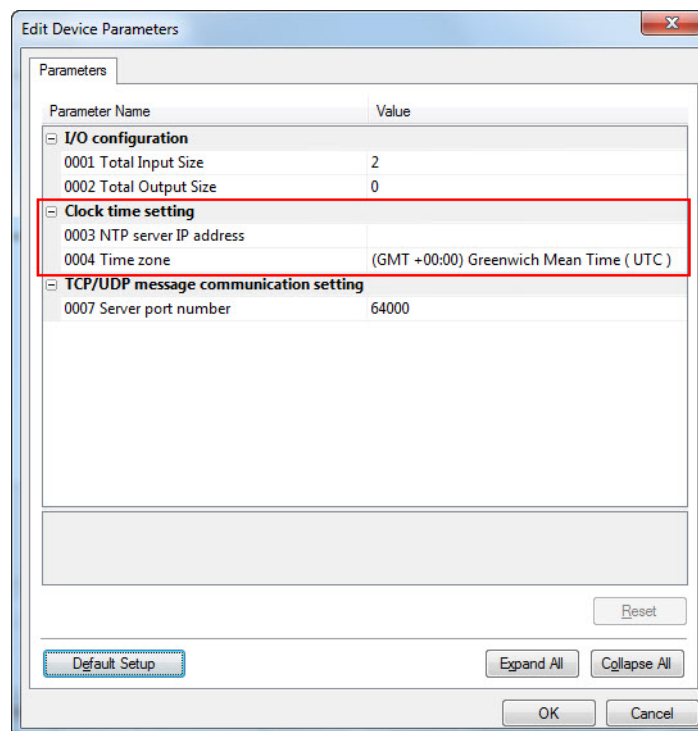 Edit Device Parameters
Parameters
Parameter Name Value
I/O configuration
0001 Total Input Size 2
0002 Total Output Size 0
Clock time setting
0003 NTP server IP address
0004 Time zone (GMT +00:00) Greenwich Mean Time ( UTC )
TCP/UDP message communication setting
0007 Server port number 64000
Reset
Default Setup Expand All Collapse All
OK Cancel